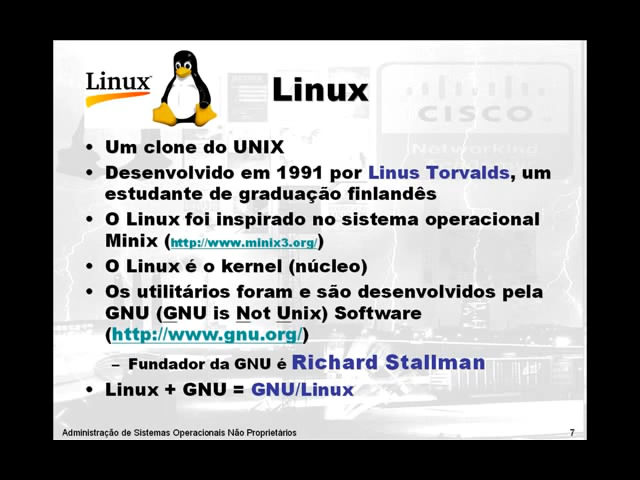 Linux
Linux
CISCO
Networking
• Um clone do UNIX
• Desenvolvido em 1991 por Linus Torvalds, um
estudante de graduação finlandês
• O Linux foi inspirado no sistema operacional
Minix (http://www.minix3.org/)
• O Linux é o kernel (núcleo)
• Os utilitários foram e são desenvolvidos pela
GNU (GNU is Not Unix) Software
(http://www.gnu.org/)
– Fundador da GNU é Richard Stallman
• Linux + GNU = GNU/Linux
Administração de Sistemas Operacionais Não Proprietários
7